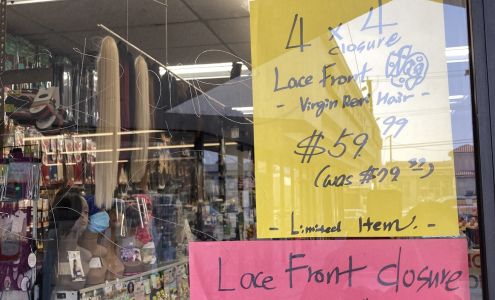 4 x 4
closure
Lace Front
- Virgin Remi Hair -
$59.99
(was $79.99)
- Limited Item -
Lace Front closure